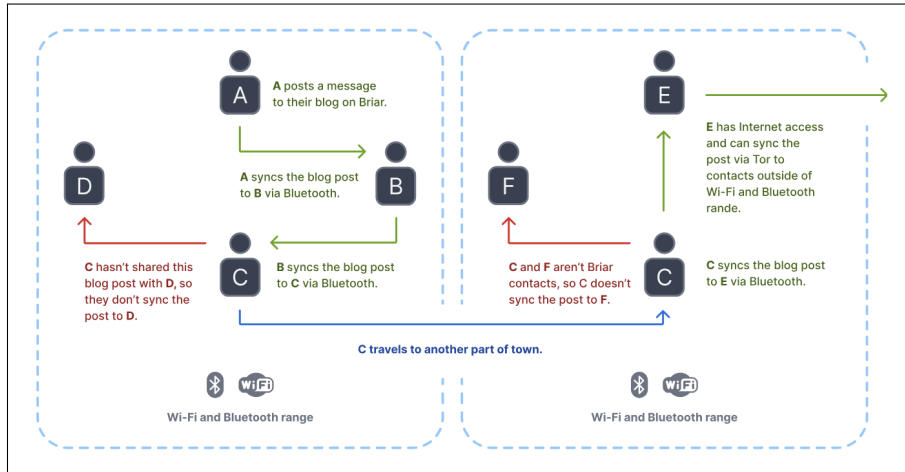 A
A posts a message
to their blog on Briar.
D
A syncs the blog post
to B via Bluetooth.
B
C hasn't shared this
blog post with D, so
they don't sync the
post to D.
C
B syncs the blog post
to C via Bluetooth.
E
E has Internet access
and can sync the
post via Tor to
contacts outside of
Wi-Fi and Bluetooth
rande.
F
C and F aren't Briar
contacts, so C doesn't
sync the post to F.
C
C syncs the blog post
to E via Bluetooth.
C travels to another part of town.
WiFi
Wi-Fi and Bluetooth range
WiFi
Wi-Fi and Bluetooth range